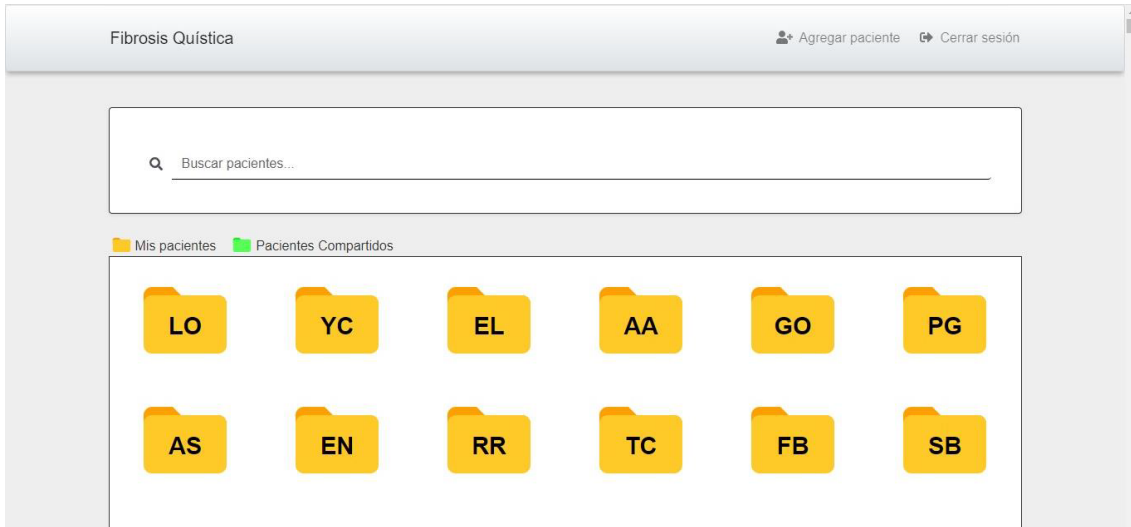 Fibrosis Quística
Agregar paciente
Cerrar sesión
Buscar pacientes...
Mis pacientes
Pacientes Compartidos
LO YC EL AA GO PG
AS EN RR TC FB SB